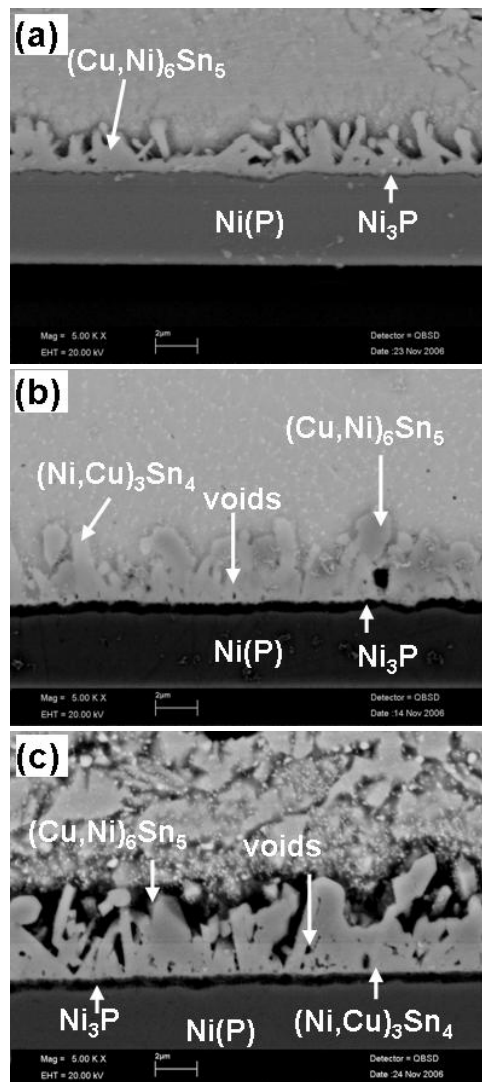 (a)
(Cu,Ni)₆Sn₅
Ni(P)
Ni₃P
Mag = 5.00 K X
2µm
Detector = QBSD
EHT = 20.00 kV
Date :23 Nov 2006
(b)
(Cu,Ni)₆Sn₅
(Ni,Cu)₃Sn₄
voids
Ni(P)
Ni₃P
Mag = 5.00 K X
2µm
Detector = QBSD
EHT = 20.00 kV
Date :14 Nov 2006
(c)
(Cu,Ni)₆Sn₅
voids
Ni₃P
Ni(P)
(Ni,Cu)₃Sn₄
Mag = 5.00 K X
2µm
Detector = QBSD
EHT = 20.00 kV
Date :24 Nov 2006